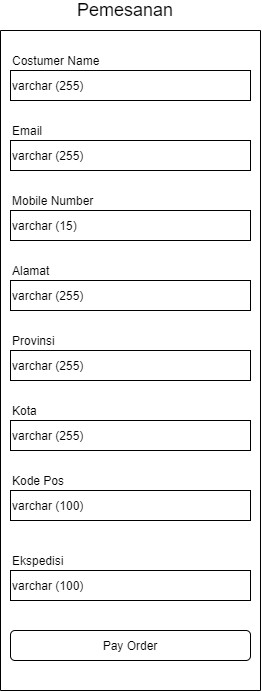 Pemesanan
Costumer Name
varchar (255)
Email
varchar (255)
Mobile Number
varchar (15)
Alamat
varchar (255)
Provinsi
varchar (255)
Kota
varchar (255)
Kode Pos
varchar (100)
Ekspedisi
varchar (100)
Pay Order